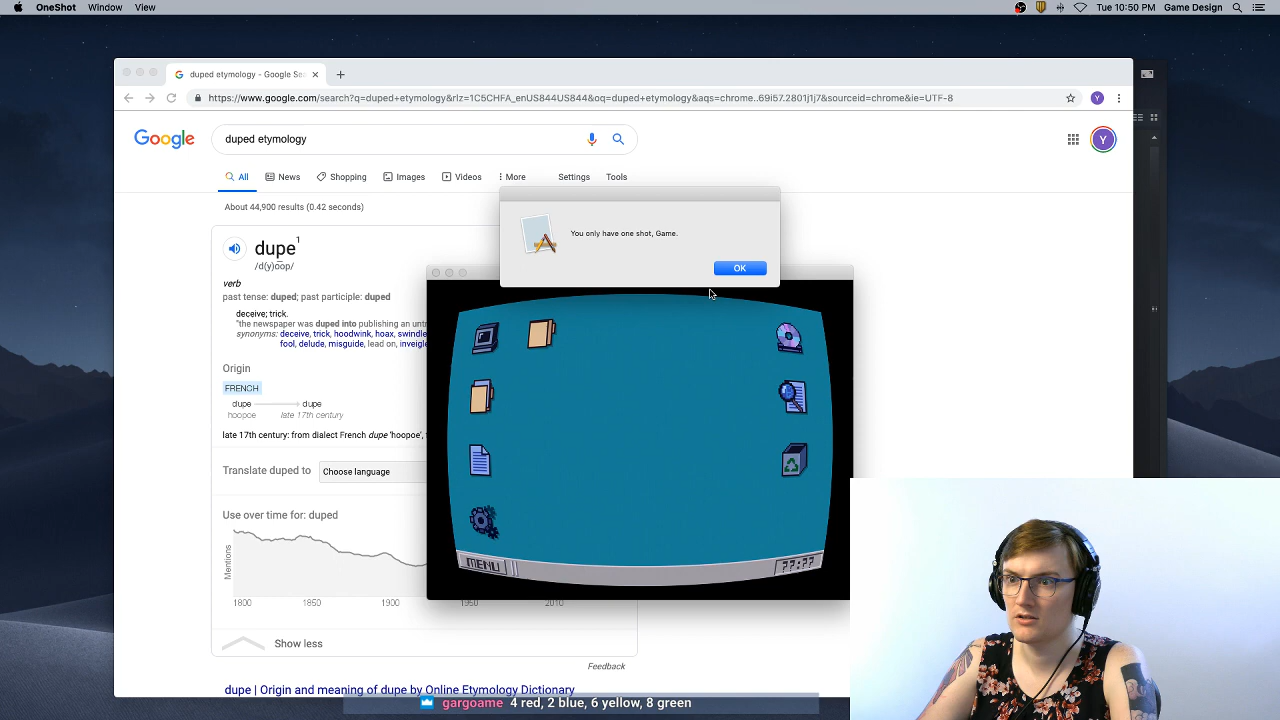 OneShot Window View
Tue 10:50 PM Game Design
duped etymology - Google Sea
https://www.google.com/search?q=duped+etymology&rlz=1C5CHFA_enUS844US844&oq=duped+etymology&aqs=chrome..69i57.2801j1j7&sourceid=chrome&ie=UTF-8
Y
Google
duped etymology
Y
All News Shopping Images Videos More Settings Tools
About 44,900 results (0.42 seconds)
You only have one shot, Game.
OK
dupe1
/d(y)o͞op/
verb
past tense: duped; past participle: duped
deceive; trick.
"the newspaper was duped into publishing an untr
synonyms: deceive, trick, hoodwink, hoax, swindle
fool, delude, misguide, lead on, inveigle
Origin
FRENCH
dupe dupe
hoopoe late 17th century
late 17th century: from dialect French dupe 'hoopoe',
Translate duped to Choose language
Use over time for: duped
Mentions
1800 1850 1900 1950 2010
MENU ??:??
Show less
Feedback
dupe | Origin and meaning of dupe by Online Etymology Dictionary
gargoame 4 red, 2 blue, 6 yellow, 8 green